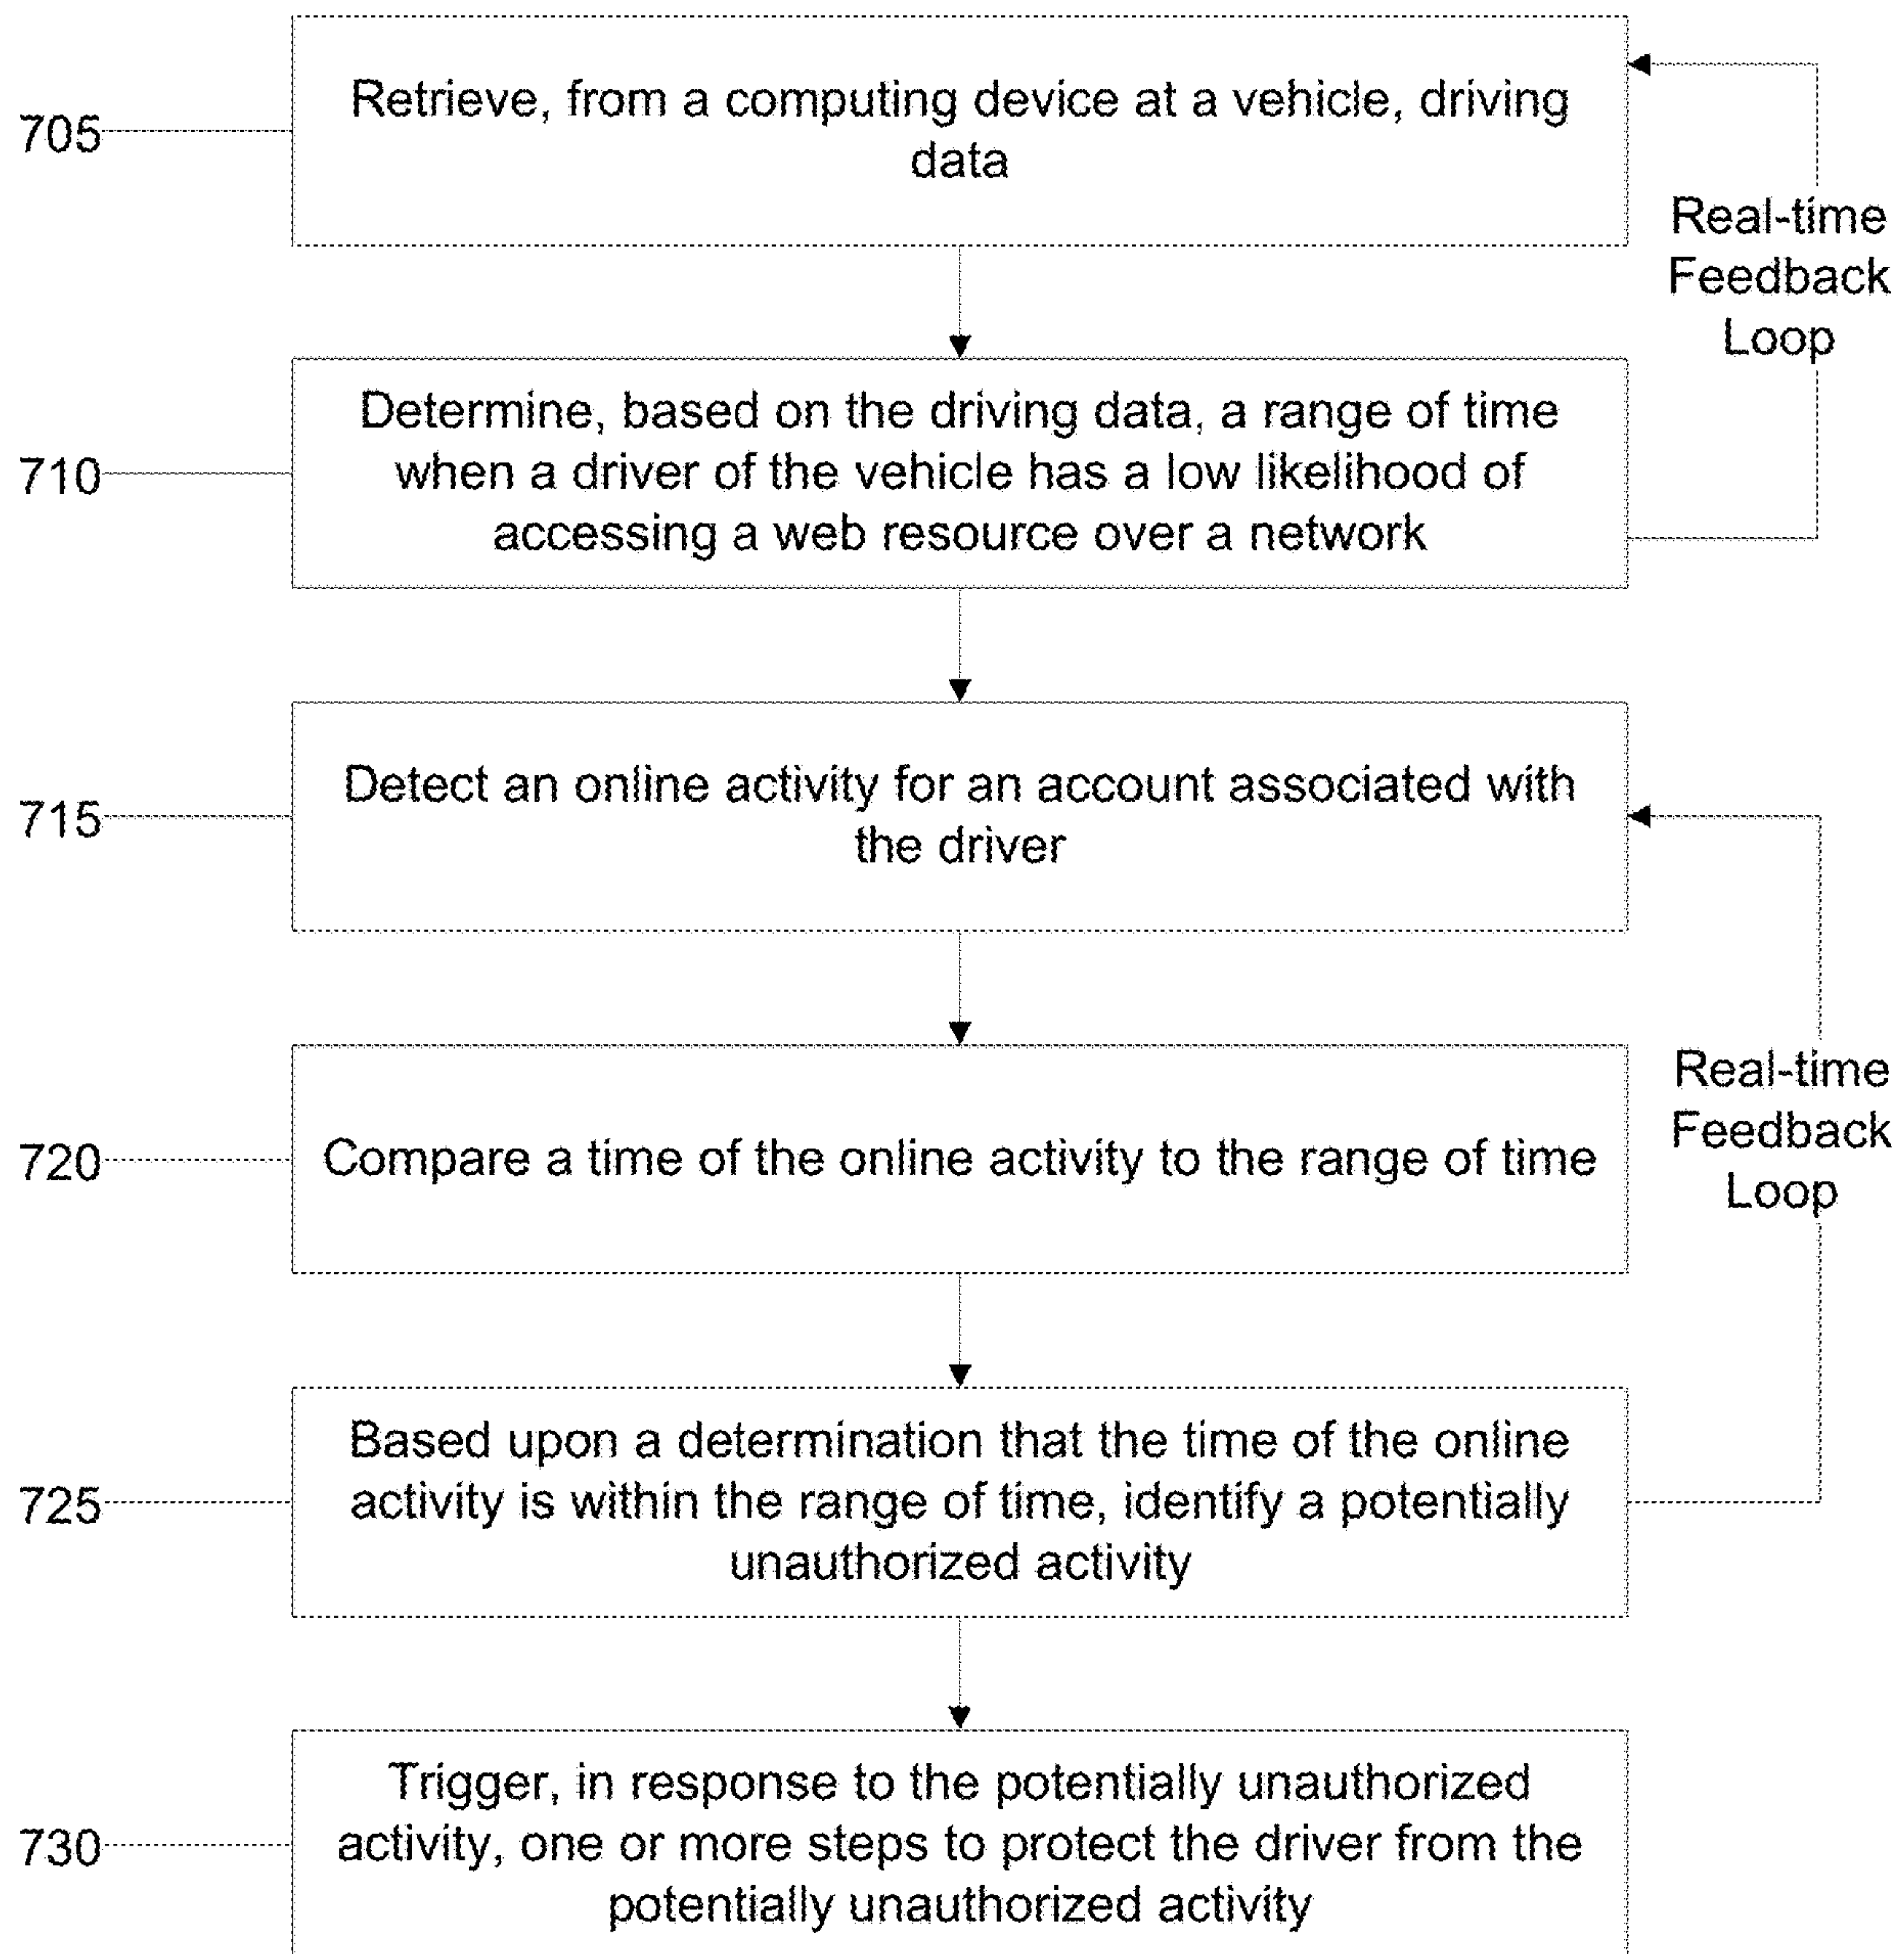 705
Retrieve, from a computing device at a vehicle, driving
data
Real-time
Feedback
Loop
710
Determine, based on the driving data, a range of time
when a driver of the vehicle has a low likelihood of
accessing a web resource over a network
715
Detect an online activity for an account associated with
the driver
720
Compare a time of the online activity to the range of time
Real-time
Feedback
Loop
725
Based upon a determination that the time of the online
activity is within the range of time, identify a potentially
unauthorized activity
730
Trigger, in response to the potentially unauthorized
activity, one or more steps to protect the driver from the
potentially unauthorized activity